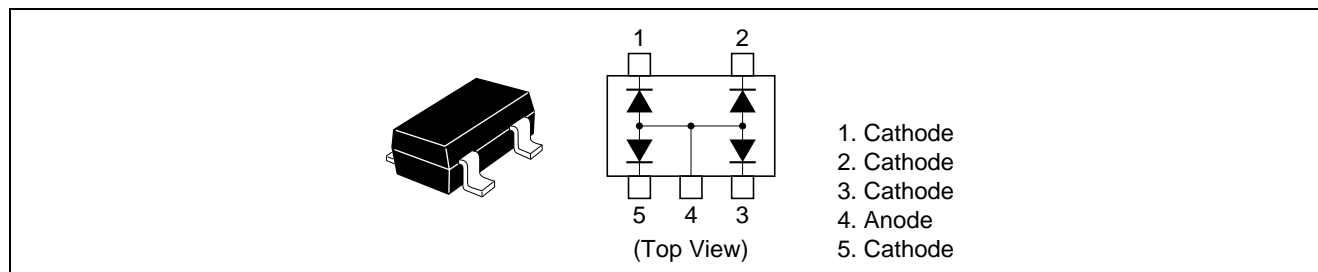 1 2
5 4 3
(Top View)
1. Cathode
2. Cathode
3. Cathode
4. Anode
5. Cathode